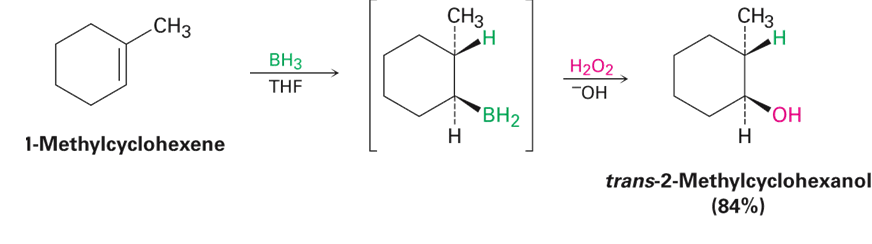 CH3
BH3
THF
CH3
H
BH2
H
H2O2
⁻OH
CH3
H
OH
H
1-Methylcyclohexene
trans-2-Methylcyclohexanol
(84%)